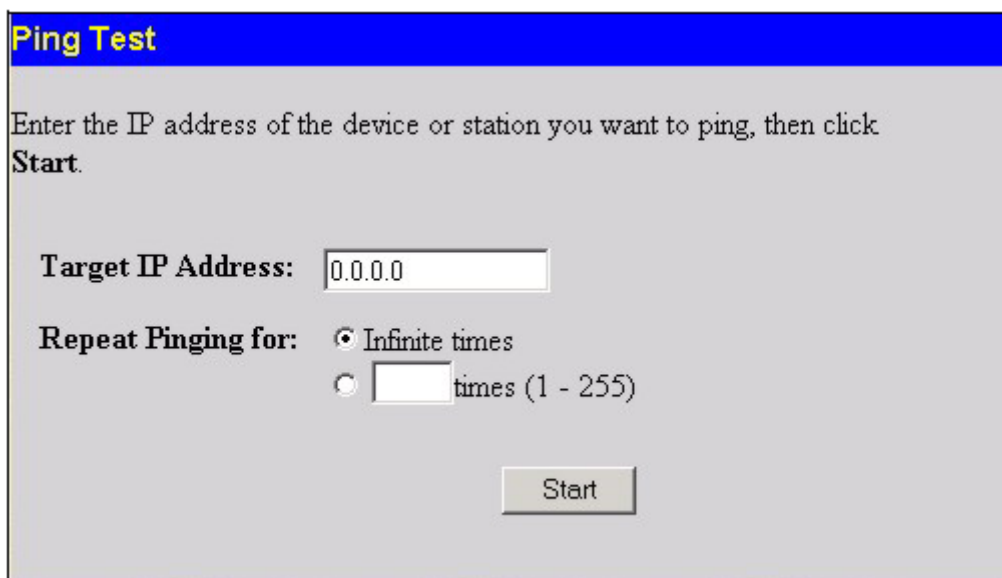 Ping Test
Enter the IP address of the device or station you want to ping, then click
Start.
Target IP Address: 0.0.0.0
Repeat Pinging for: Infinite times
times (1 - 255)
Start